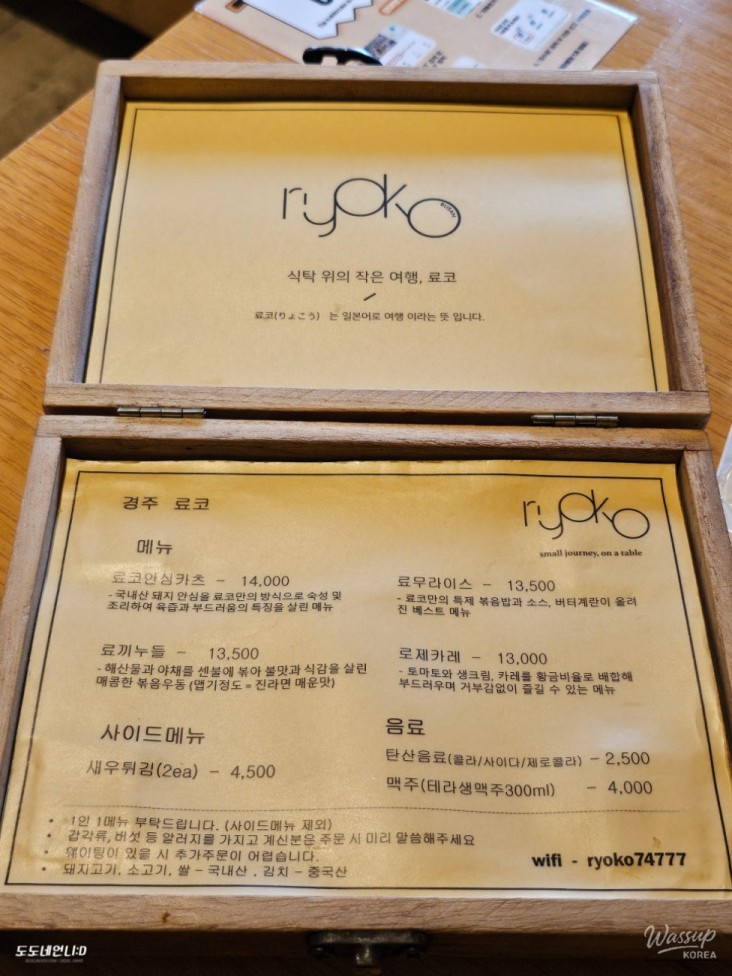 ryoko
식탁 위의 작은 여행, 료코
료코(りょこう) 는 일본어로 여행 이라는 뜻 입니다.
경주 료코
ryoko
small journey, on a table
메뉴
료코안심카츠 - 14,000
- 국내산 돼지 안심을 료코만의 방식으로 숙성 및
조리하여 육즙과 부드러움의 특징을 살린 메뉴
료무라이스 - 13,500
- 료코만의 특제 볶음밥과 소스, 버터계란이 올려
진 베스트 메뉴
료끼누들 - 13,500
- 해산물과 야채를 센불에 볶아 불맛과 식감을 살린
매콤한 볶음우동 (맵기정도 = 진라면 매운맛)
로제카레 - 13,000
- 토마토와 생크림, 카레를 황금비율로 배합해
부드러우며 거부감없이 즐길 수 있는 메뉴
사이드메뉴
새우튀김(2ea) - 4,500
음료
탄산음료(콜라/사이다/제로콜라) - 2,500
맥주(테라생맥주300ml) - 4,000
• 1인 1메뉴 부탁드립니다. (사이드메뉴 제외)
• 갑각류, 버섯 등 알러지를 가지고 계신분은 주문 시 미리 말씀해주세요
• 웨이팅이 있을 시 추가주문이 어렵습니다.
• 돼지고기, 소고기, 쌀 - 국내산 , 김치 - 중국산
wifi - ryoko74777
도도네언니:D
Wassup
KOREA